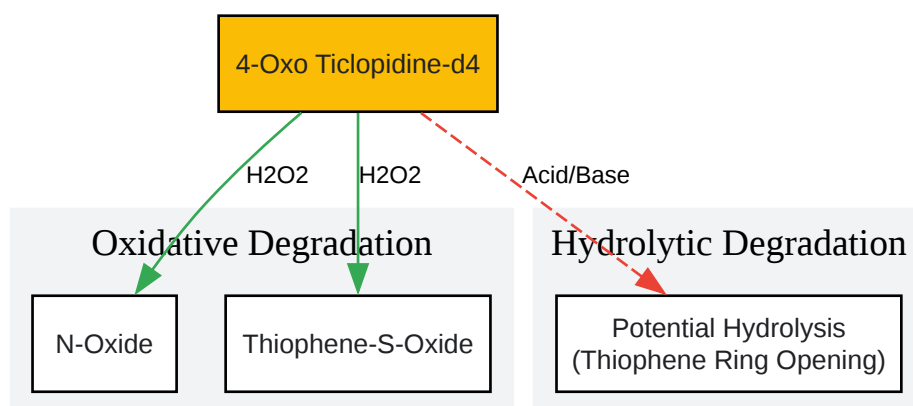 4-Oxo Ticlopidine-d4
H2O2
H2O2
Acid/Base
Oxidative Degradation
Hydrolytic Degradation
N-Oxide
Thiophene-S-Oxide
Potential Hydrolysis
(Thiophene Ring Opening)